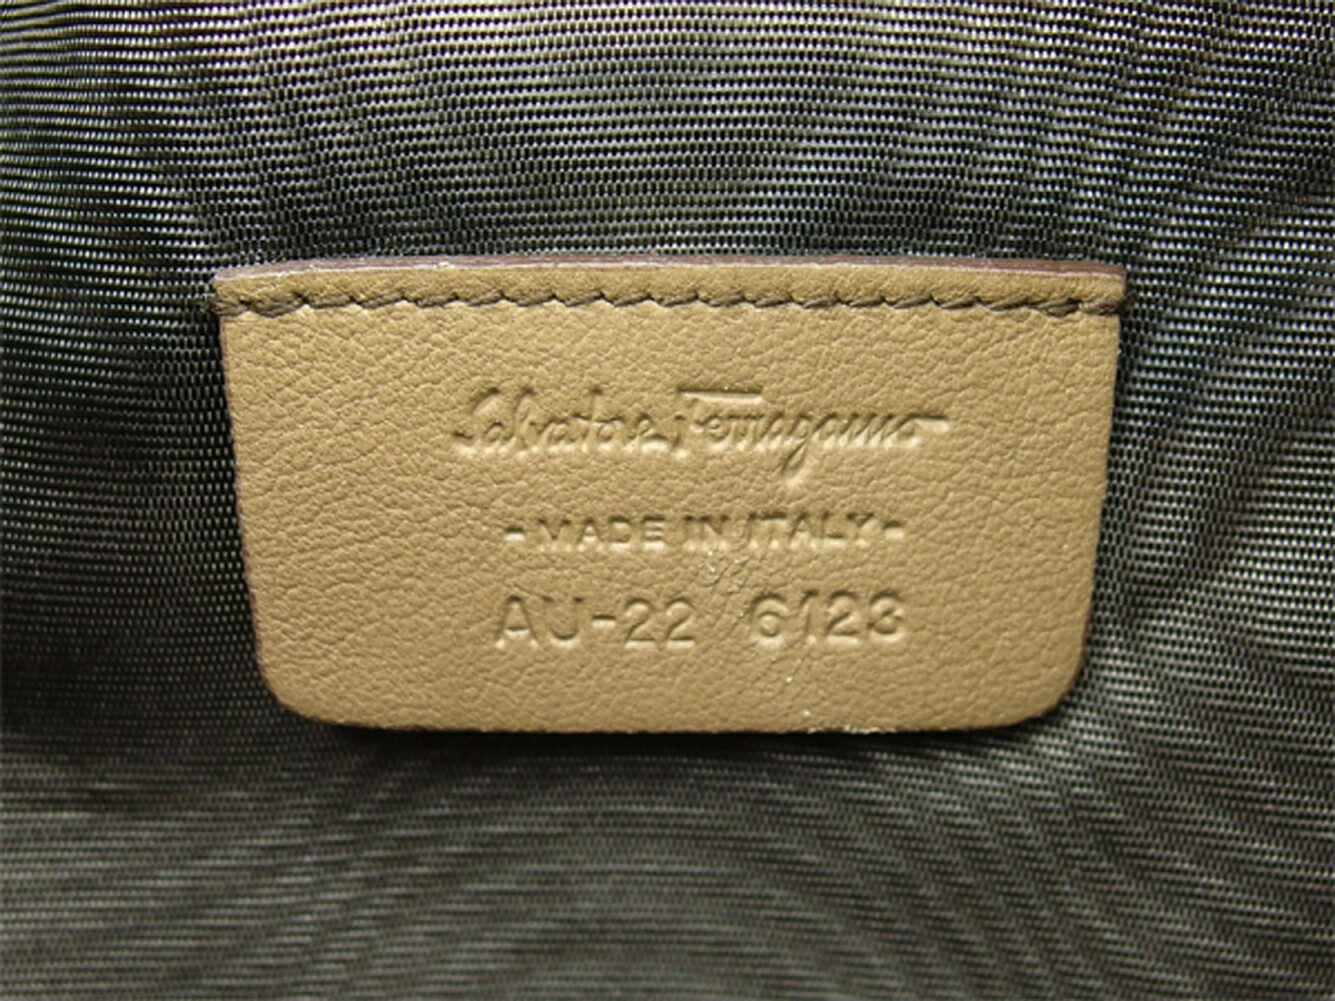 Salvatore Ferragamo
- MADE IN ITALY -
AU-22 6123